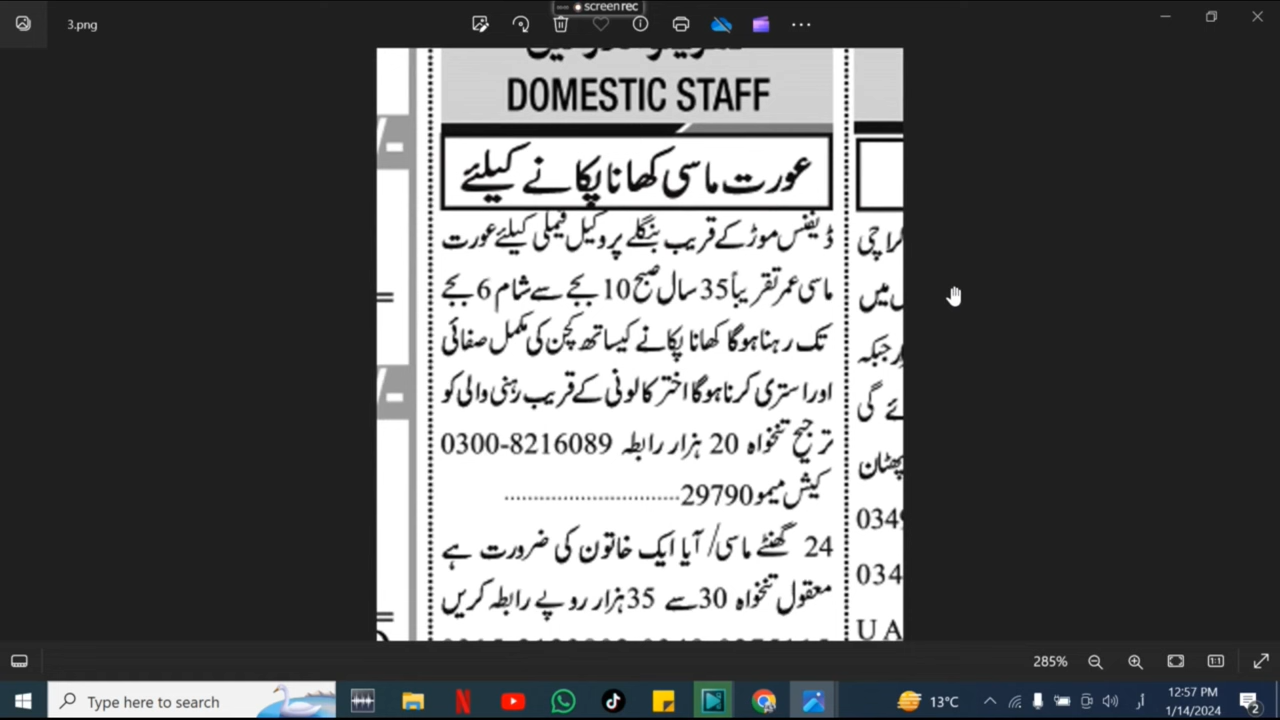 screenrec
3.png
DOMESTIC STAFF
عورت ماسی کھانا پکانے کیلئے
ڈیفنس موڑ کے قریب بنگلے پر وکیل فیملی کیلئے عورت
ماسی عمر تقریباً 35 سال صبح 10 بجے سے شام 6 بجے
تک رہنا ہوگا کھانا پکانے کیساتھ کچن کی مکمل صفائی
اور استری کرنا ہوگا اختر کالونی کے قریب رہنی والی کو
ترجیح تنخواہ 20 ہزار رابطہ 0300-8216089
کیش میمو 29790............................
24 گھنٹے ماسی/آیا ایک خاتون کی ضرورت ہے
معقول تنخواہ 30 سے 35 ہزار روپے رابطہ کریں
کراچی
میں
جبکہ
ئے گی
پٹھان
034
034
U A
285%
1:1
Type here to search
13°C
12:57 PM
1/14/2024
2